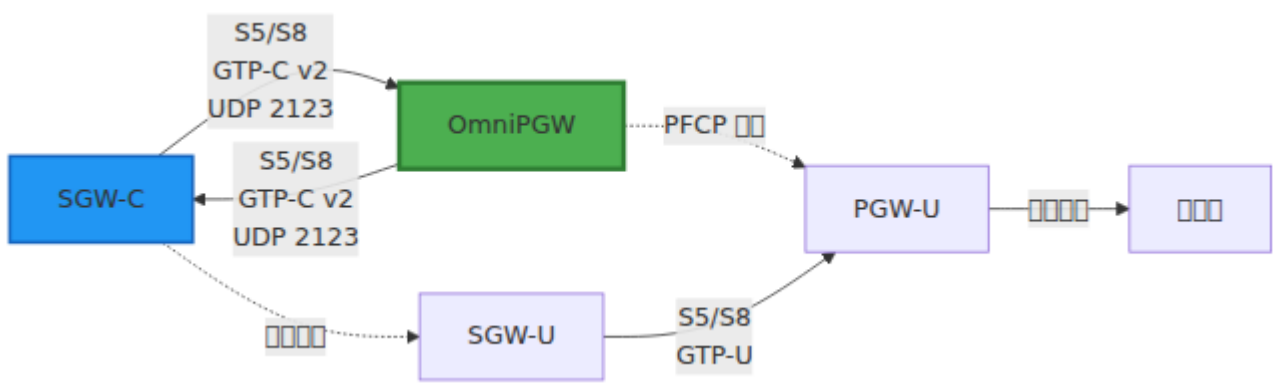 S5/S8
GTP-C v2
UDP 2123
OmniPGW
PFCP
S5/S8
GTP-C v2
UDP 2123
SGW-C
PGW-U
SGW-U
S5/S8
GTP-U